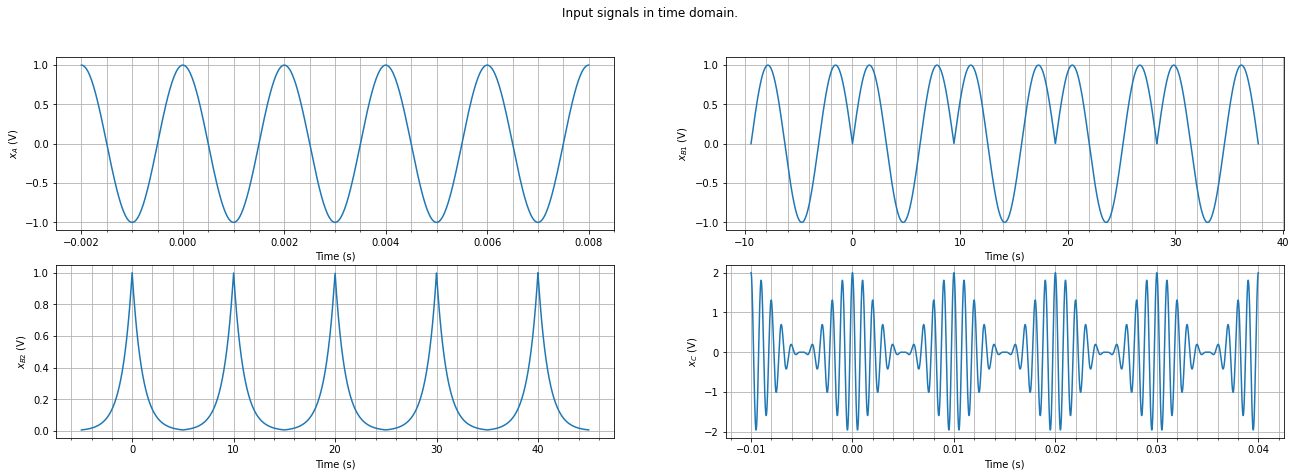 Input signals in time domain.
x_A (V)
1.0
0.5
0.0
−0.5
−1.0
−0.002 0.000 0.002 0.004 0.006 0.008
Time (s)
x_B1 (V)
1.0
0.5
0.0
−0.5
−1.0
−10 0 10 20 30 40
Time (s)
x_B2 (V)
1.0
0.8
0.6
0.4
0.2
0.0
0 10 20 30 40
Time (s)
x_C (V)
2
1
0
−1
−2
−0.01 0.00 0.01 0.02 0.03 0.04
Time (s)